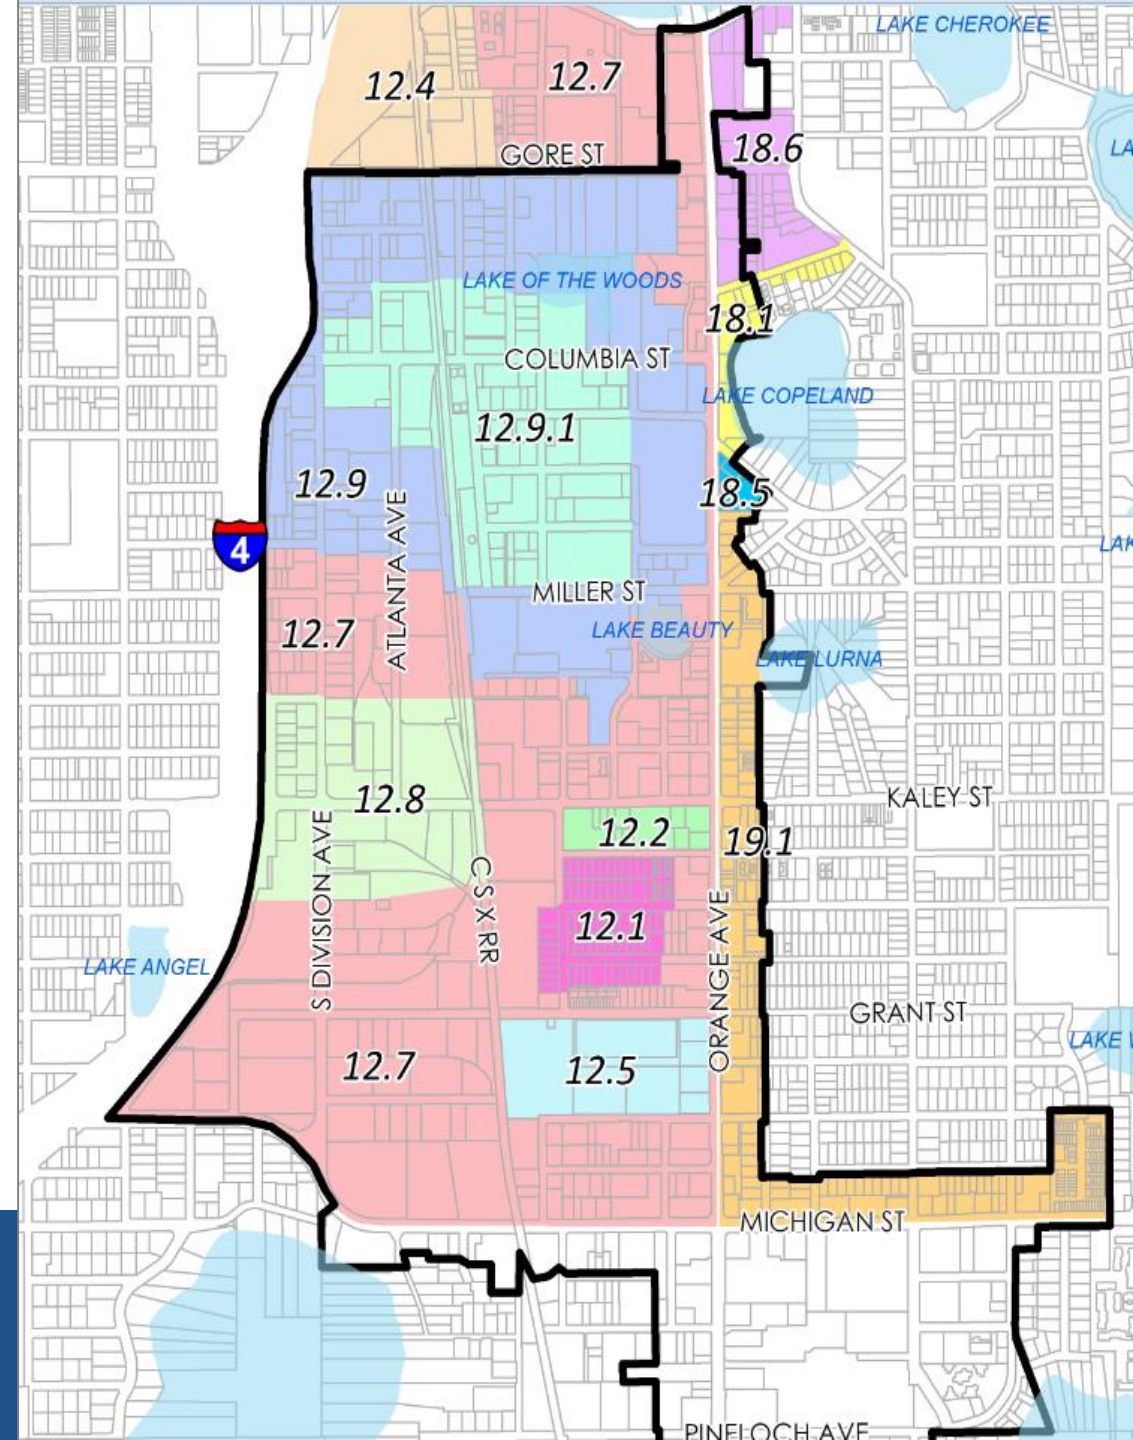 LAKE CHEROKEE
12.4
12.7
GORE ST
18.6
LA
LAKE OF THE WOODS
18.1
COLUMBIA ST
LAKE COPELAND
12.9.1
12.9
18.5
ATLANTA AVE
4
LAK
MILLER ST
12.7
LAKE BEAUTY
LAKE LURNA
12.8
KALEY ST
12.2
19.1
S DIVISION AVE
C S X RR
12.1
ORANGE AVE
LAKE ANGEL
GRANT ST
LAKE
12.7
12.5
MICHIGAN ST
PINELOCH AVE